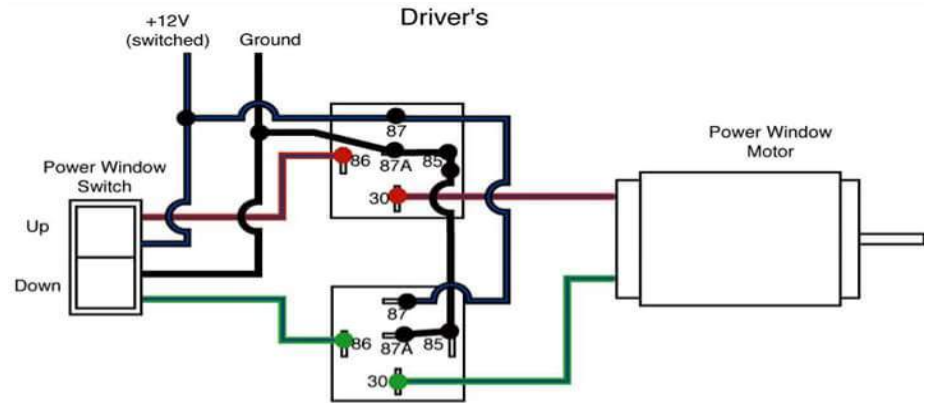 Driver's
+12V
(switched)
Ground
87
86
87A
85
30
Power Window
Switch
Up
Down
Power Window
Motor
87
86
87A
85
30